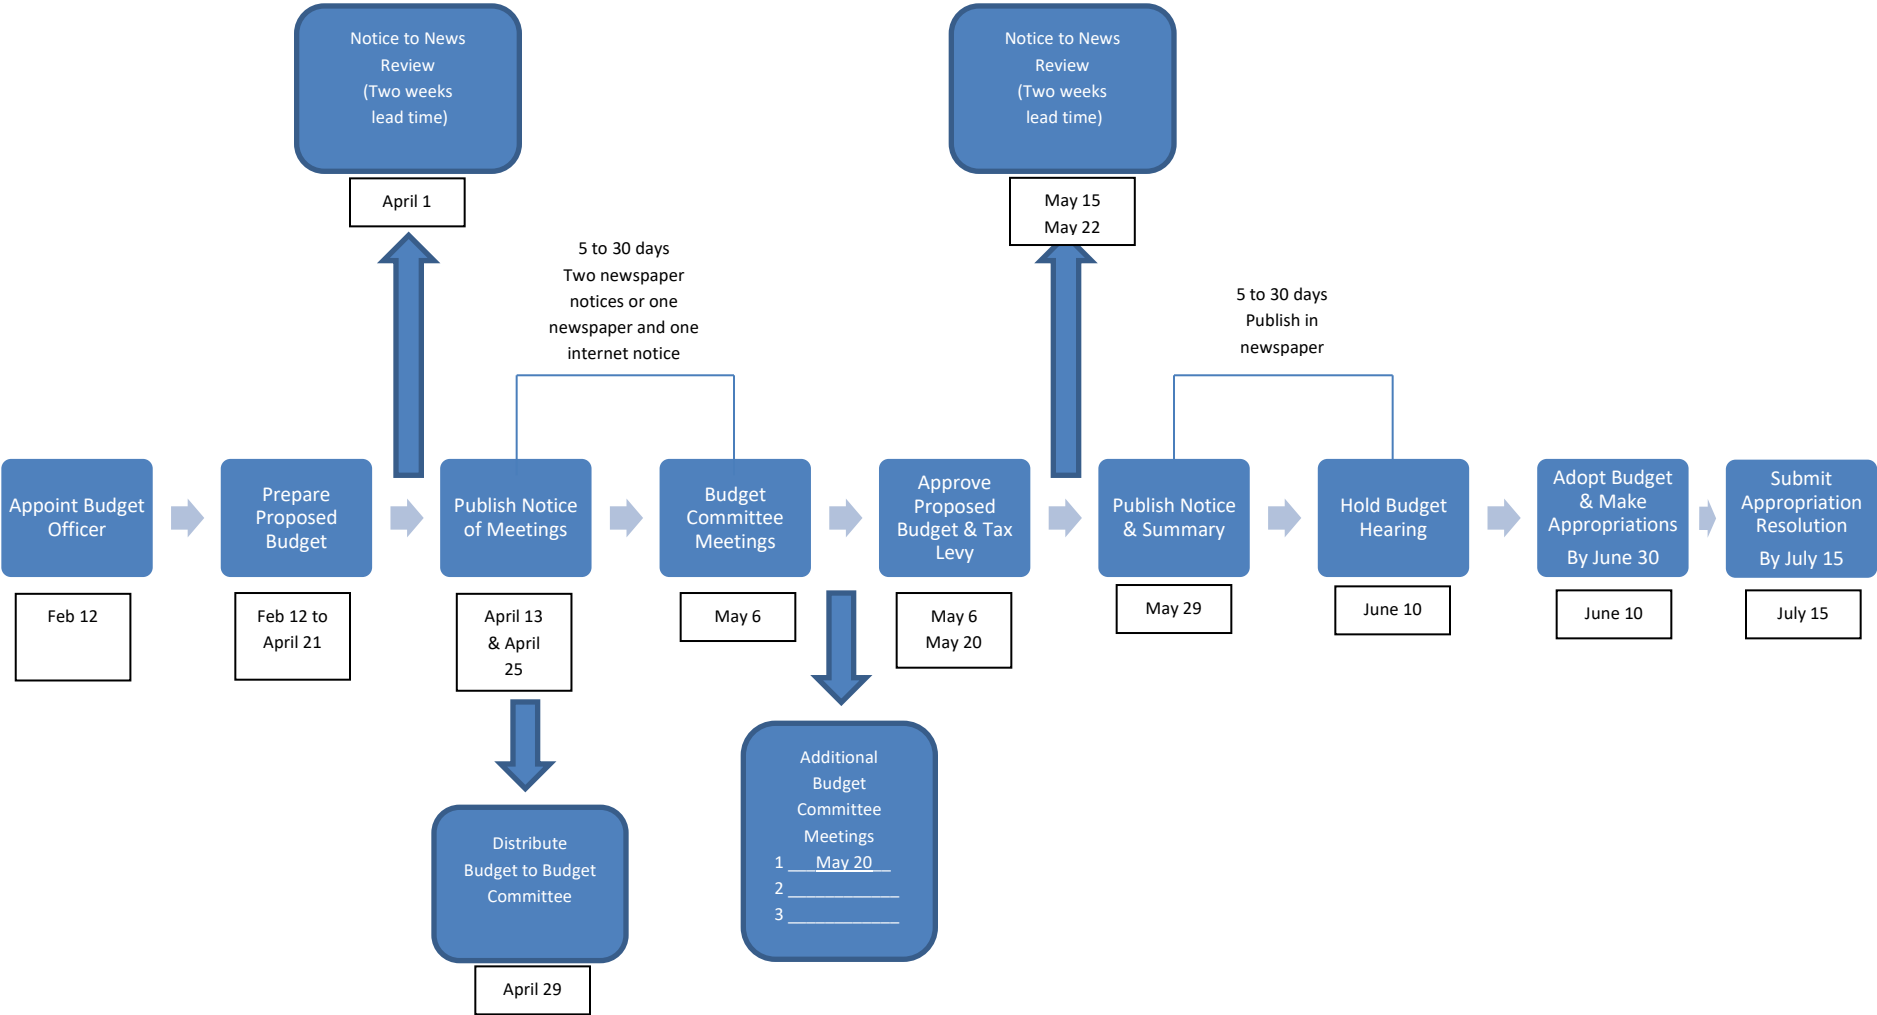 Notice to News
Review
(Two weeks
lead time)
April 1
Notice to News
Review
(Two weeks
lead time)
May 15
May 22
5 to 30 days
Two newspaper
notices or one
newspaper and one
internet notice
5 to 30 days
Publish in
newspaper
Appoint Budget
Officer
Feb 12
Prepare
Proposed
Budget
Feb 12 to
April 21
Publish Notice
of Meetings
April 13
& April
25
Budget
Committee
Meetings
May 6
Approve
Proposed
Budget & Tax
Levy
May 6
May 20
Publish Notice
& Summary
May 29
Hold Budget
Hearing
June 10
Adopt Budget
& Make
Appropriations
By June 30
June 10
Submit
Appropriation
Resolution
By July 15
July 15
Distribute
Budget to Budget
Committee
April 29
Additional
Budget
Committee
Meetings
1 ___May 20__
2 ____________
3 ____________